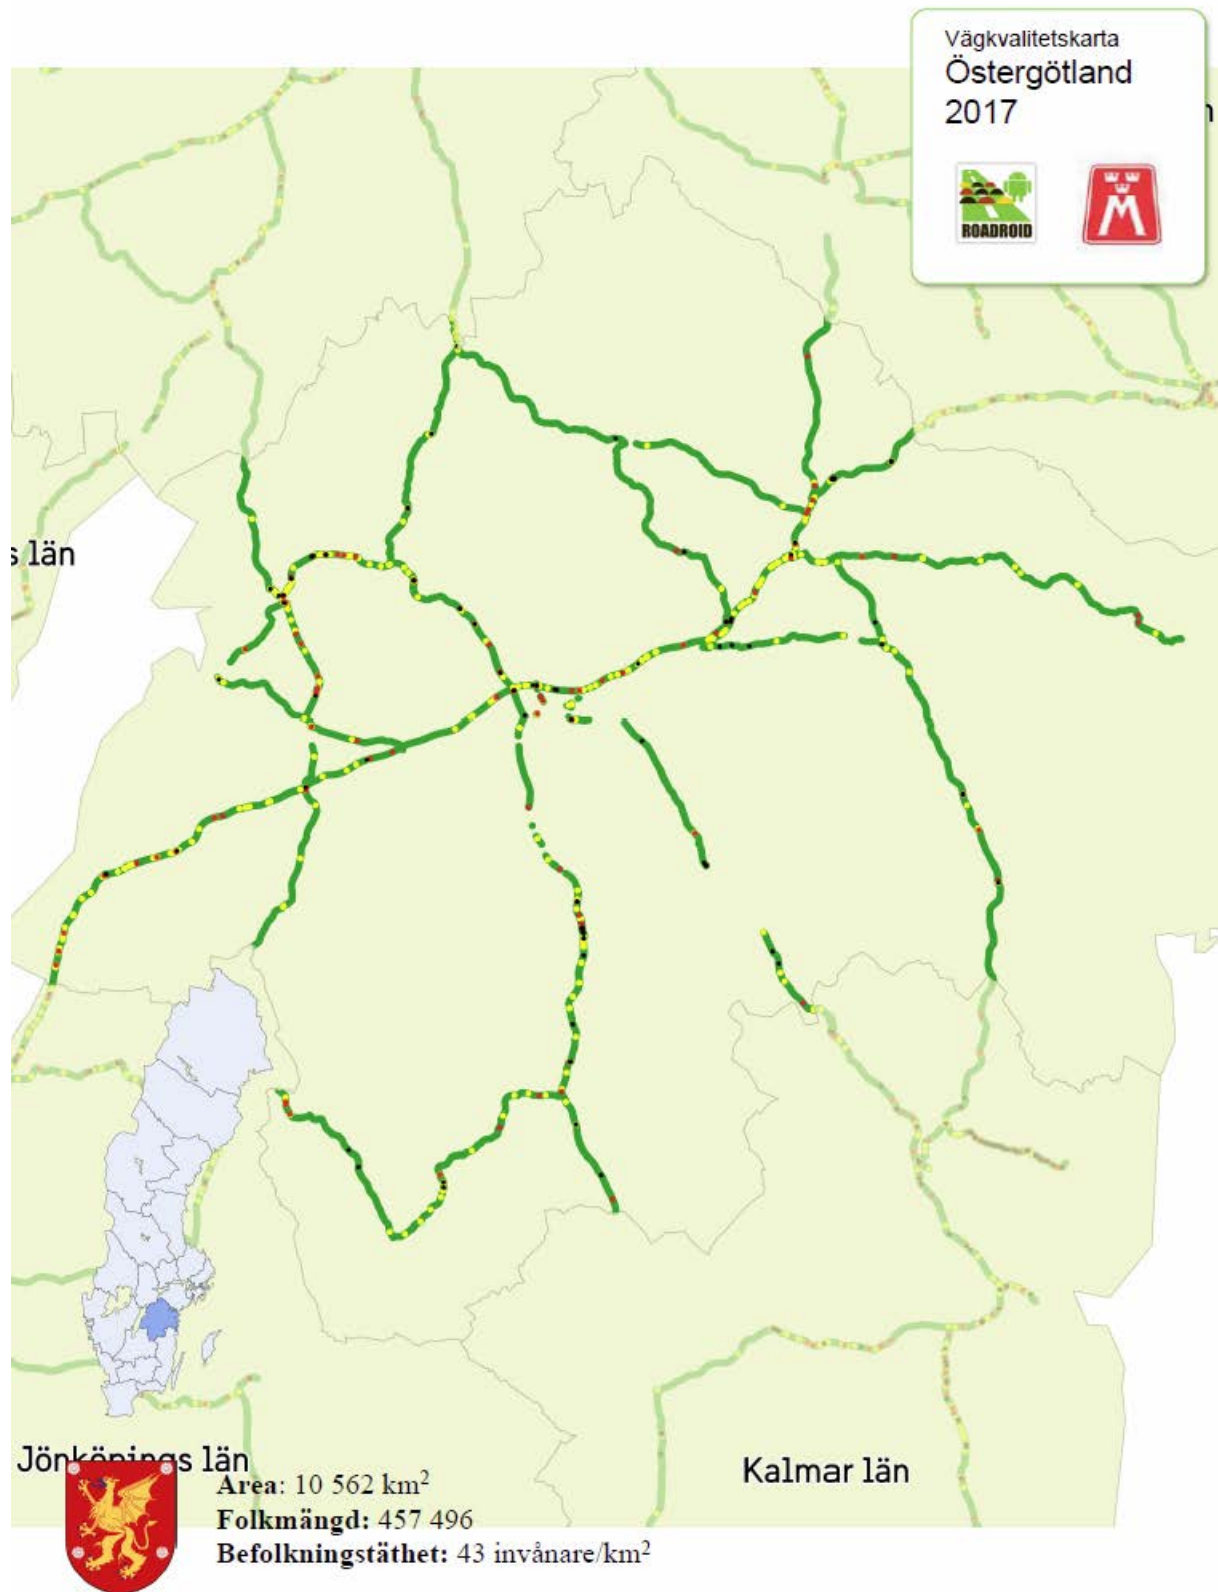 Vägkvalitetskarta
Östergötland
2017
n
ROADROID
M
s län
Jönköpings län
Kalmar län
Area: 10 562 km²
Folkmängd: 457 496
Befolkningstäthet: 43 invånare/km²